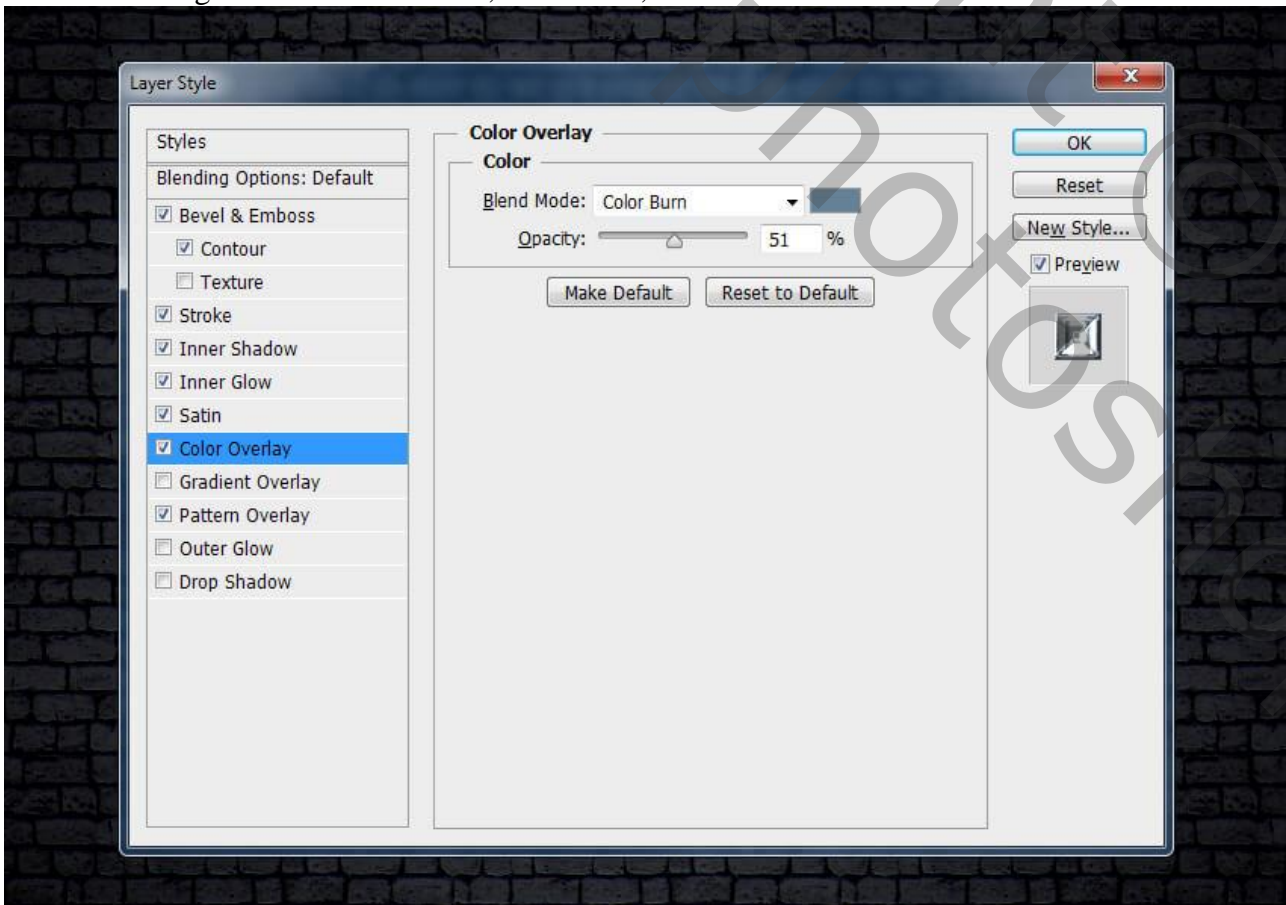 Layer Style
Styles
Blending Options: Default
Bevel & Emboss
Contour
Texture
Stroke
Inner Shadow
Inner Glow
Satin
Color Overlay
Gradient Overlay
Pattern Overlay
Outer Glow
Drop Shadow
Color Overlay
Color
Blend Mode: Color Burn
Opacity: 51 %
Make Default Reset to Default
OK
Reset
New Style...
Preview